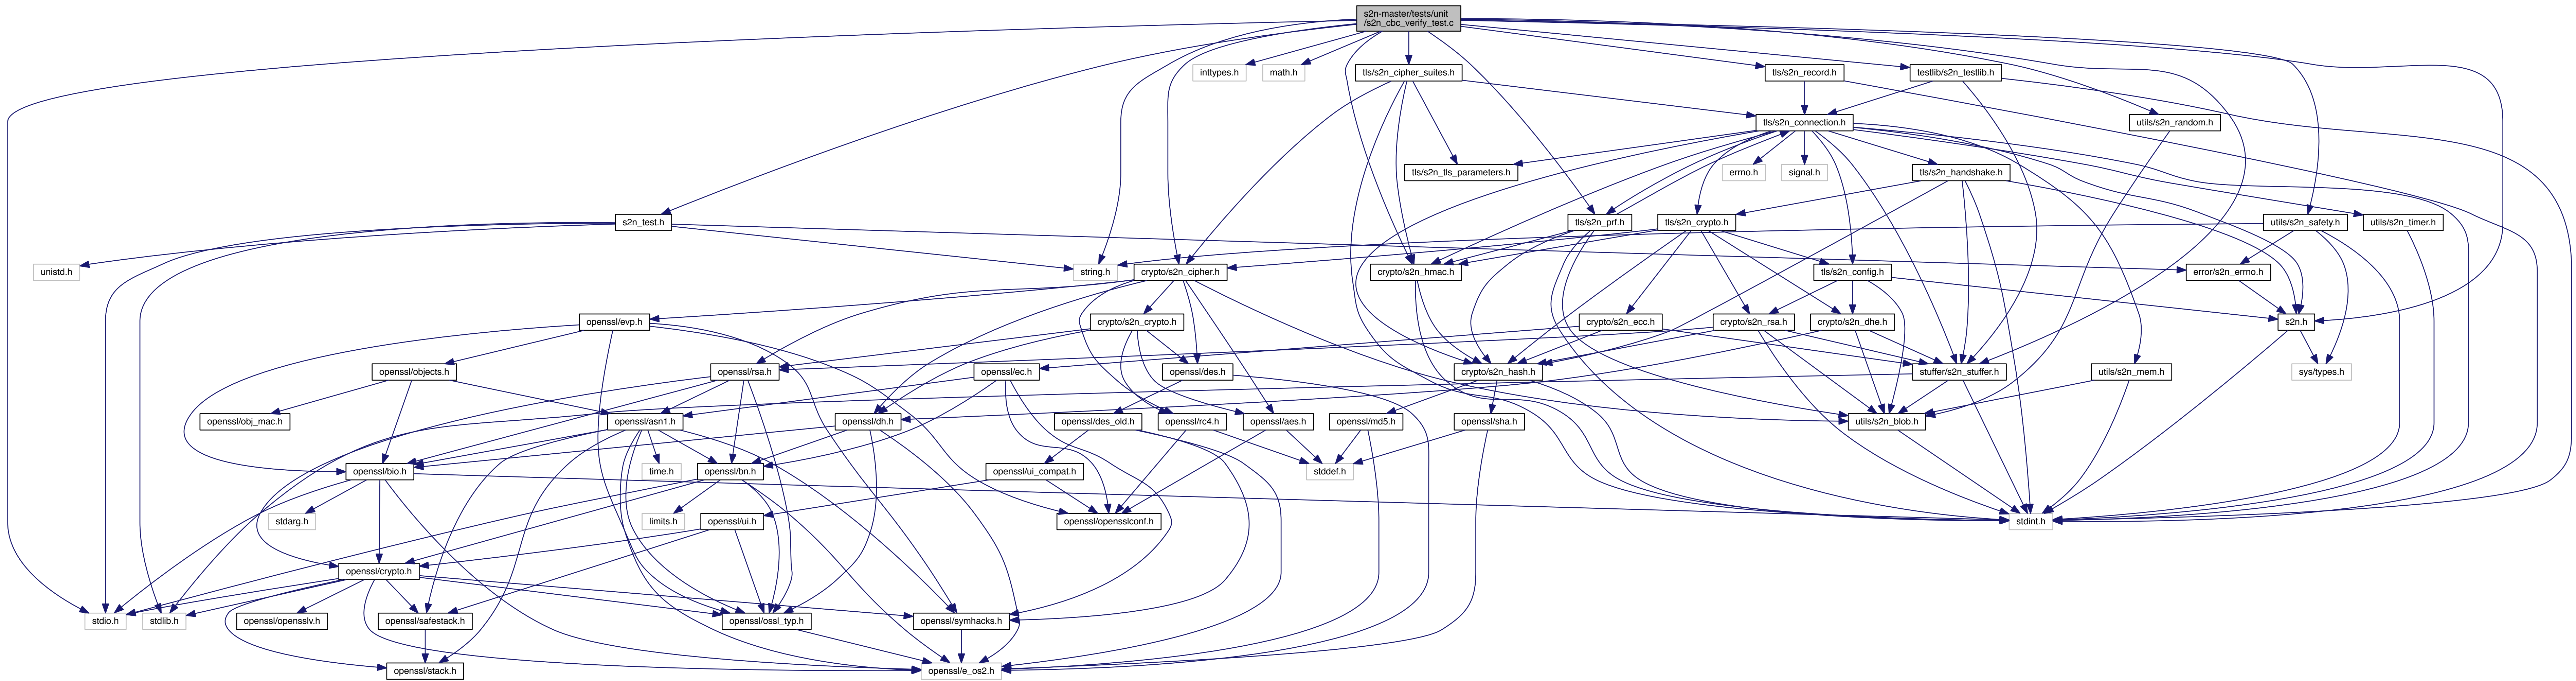 s2n-master/tests/unit
/s2n_cbc_verify_test.c
inttypes.h
math.h
tls/s2n_cipher_suites.h
tls/s2n_record.h
testlib/s2n_testlib.h
tls/s2n_connection.h
utils/s2n_random.h
tls/s2n_tls_parameters.h
errno.h
signal.h
tls/s2n_handshake.h
s2n_test.h
tls/s2n_prf.h
tls/s2n_crypto.h
utils/s2n_safety.h
utils/s2n_timer.h
unistd.h
string.h
crypto/s2n_cipher.h
crypto/s2n_hmac.h
tls/s2n_config.h
error/s2n_errno.h
openssl/evp.h
crypto/s2n_crypto.h
crypto/s2n_ecc.h
crypto/s2n_rsa.h
crypto/s2n_dhe.h
s2n.h
openssl/objects.h
openssl/rsa.h
openssl/ec.h
openssl/des.h
crypto/s2n_hash.h
stuffer/s2n_stuffer.h
utils/s2n_mem.h
sys/types.h
openssl/obj_mac.h
openssl/asn1.h
openssl/dh.h
openssl/des_old.h
openssl/rc4.h
openssl/aes.h
openssl/md5.h
openssl/sha.h
utils/s2n_blob.h
openssl/bio.h
time.h
openssl/bn.h
openssl/ui_compat.h
stddef.h
stdarg.h
limits.h
openssl/ui.h
openssl/opensslconf.h
stdint.h
openssl/crypto.h
stdio.h
stdlib.h
openssl/opensslv.h
openssl/safestack.h
openssl/ossl_typ.h
openssl/symhacks.h
openssl/stack.h
openssl/e_os2.h